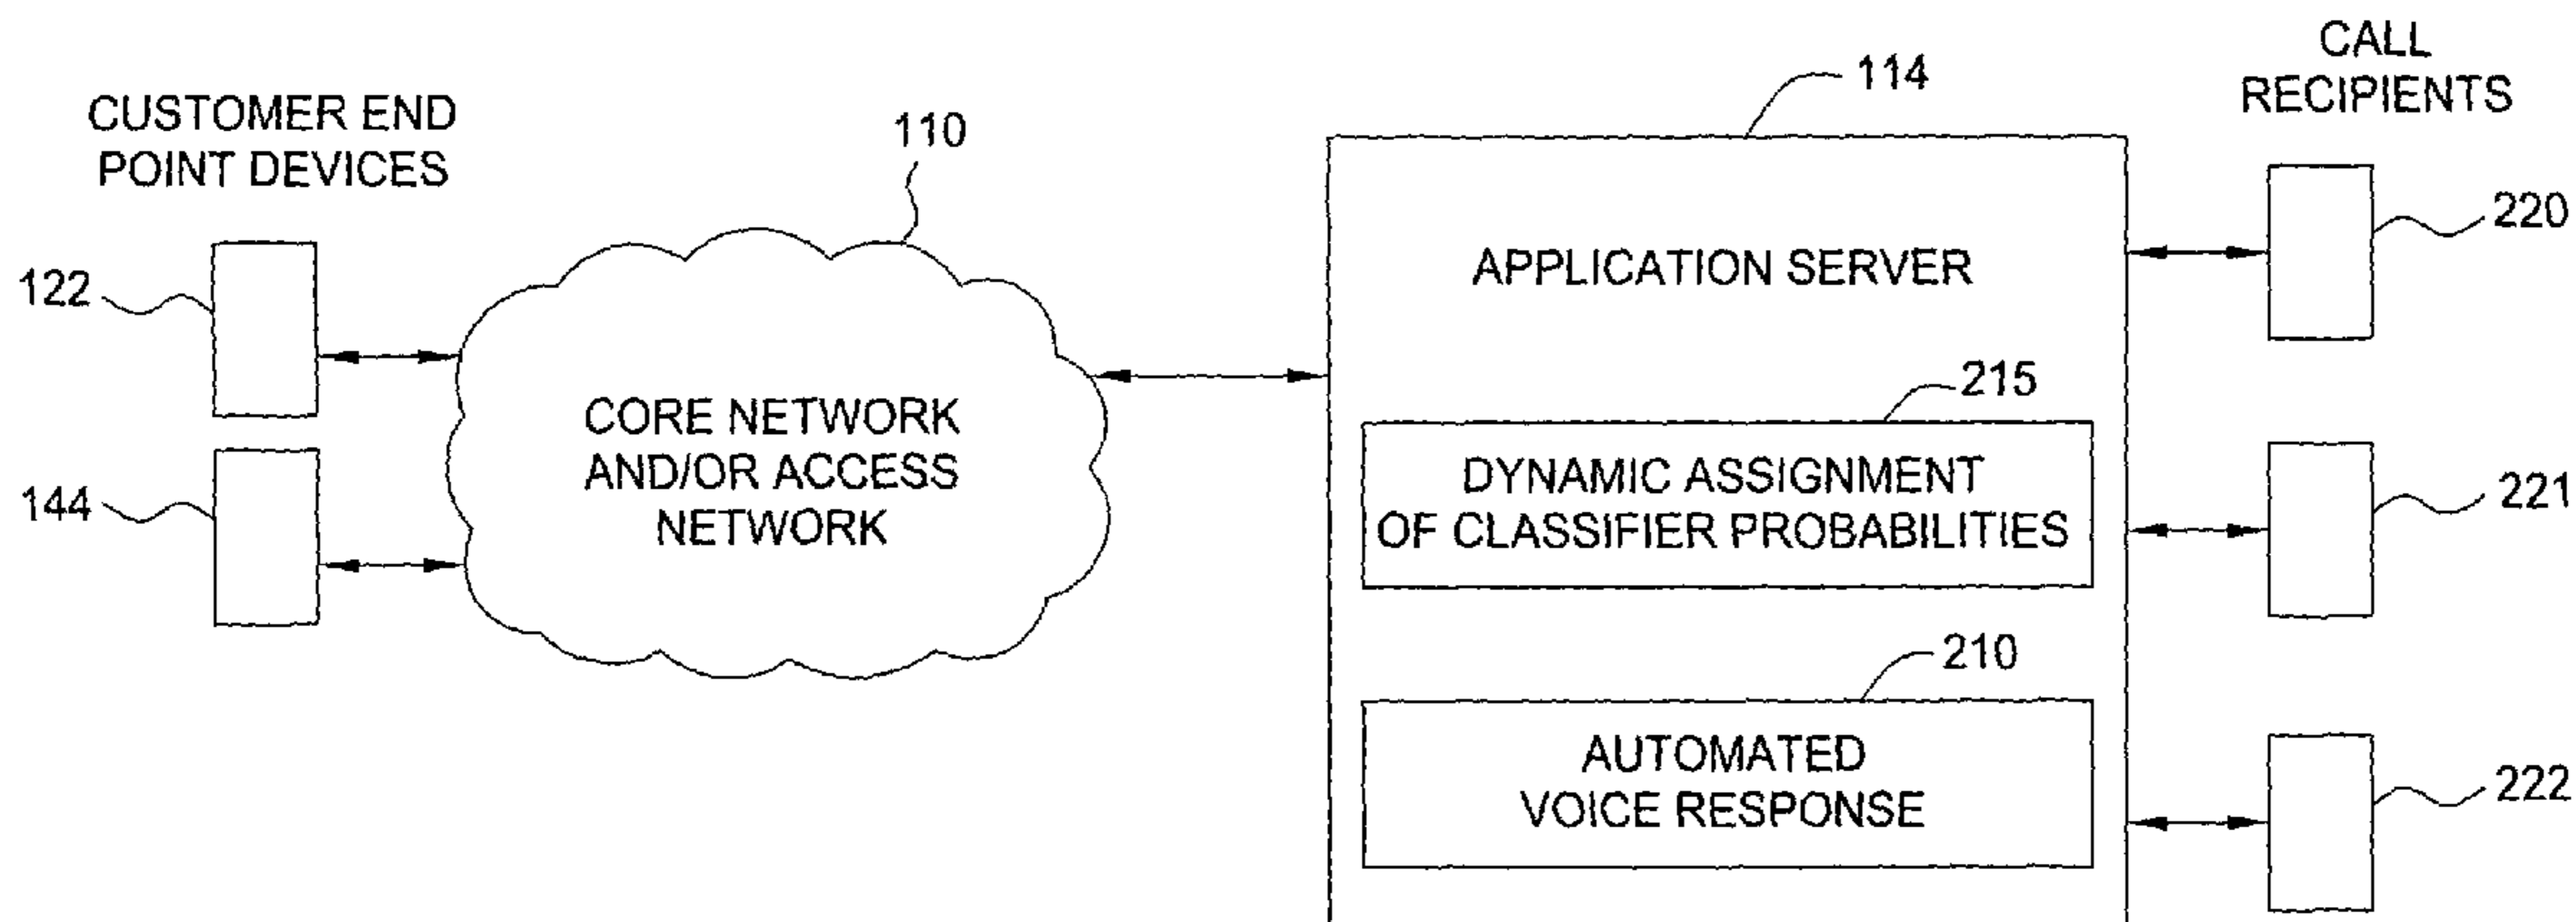 CUSTOMER END
POINT DEVICES
122
144
110
CORE NETWORK
AND/OR ACCESS
NETWORK
114
APPLICATION SERVER
215
DYNAMIC ASSIGNMENT
OF CLASSIFIER PROBABILITIES
210
AUTOMATED
VOICE RESPONSE
CALL
RECIPIENTS
220
221
222